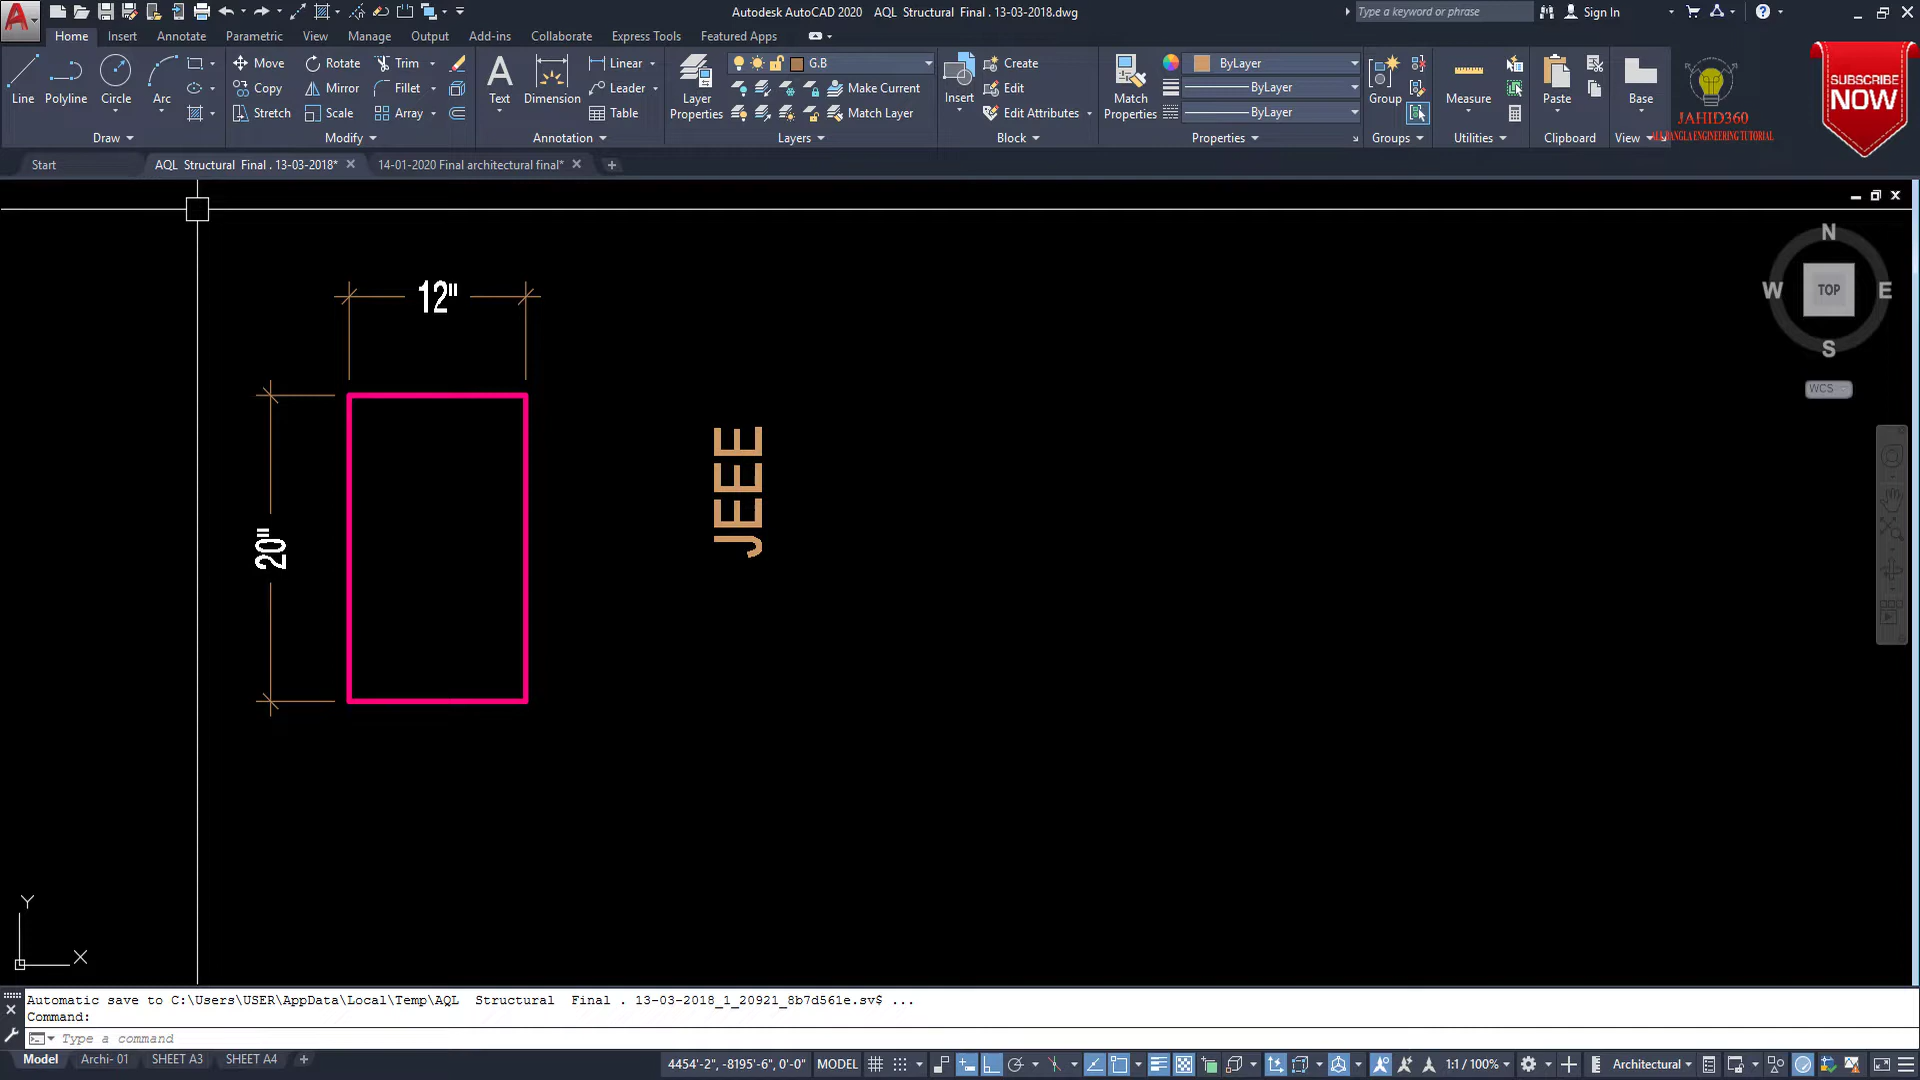 Autodesk AutoCAD 2020 AQL Structural Final . 13-03-2018.dwg
Type a keyword or phrase
Sign In
Home Insert Annotate Parametric View Manage Output Add-ins Collaborate Express Tools Featured Apps
Line Polyline Circle Arc
Move Rotate Trim
Copy Mirror Fillet
Stretch Scale Array
Text Dimension
Linear
Leader
Table
Layer Properties
G.B
Make Current
Match Layer
Insert
Create
Edit
Edit Attributes
Match Properties
ByLayer
ByLayer
ByLayer
Group
Measure
Paste
Base
Draw Modify Annotation Layers Block Properties Groups Utilities Clipboard View
JAHID360
ALL BANGLA ENGINEERING TUTORIAL
SUBSCRIBE
NOW
Start
AQL Structural Final . 13-03-2018*
14-01-2020 Final architectural final*
N
W TOP E
S
WCS
12"
20"
JEEE
Y
X
Automatic save to C:\Users\USER\AppData\Local\Temp\AQL Structural Final . 13-03-2018_1_20921_8b7d561e.sv$ ...
Command:
Type a command
Model Archi- 01 SHEET A3 SHEET A4
4454'-2", -8195'-6", 0'-0" MODEL
1:1 / 100%
Architectural